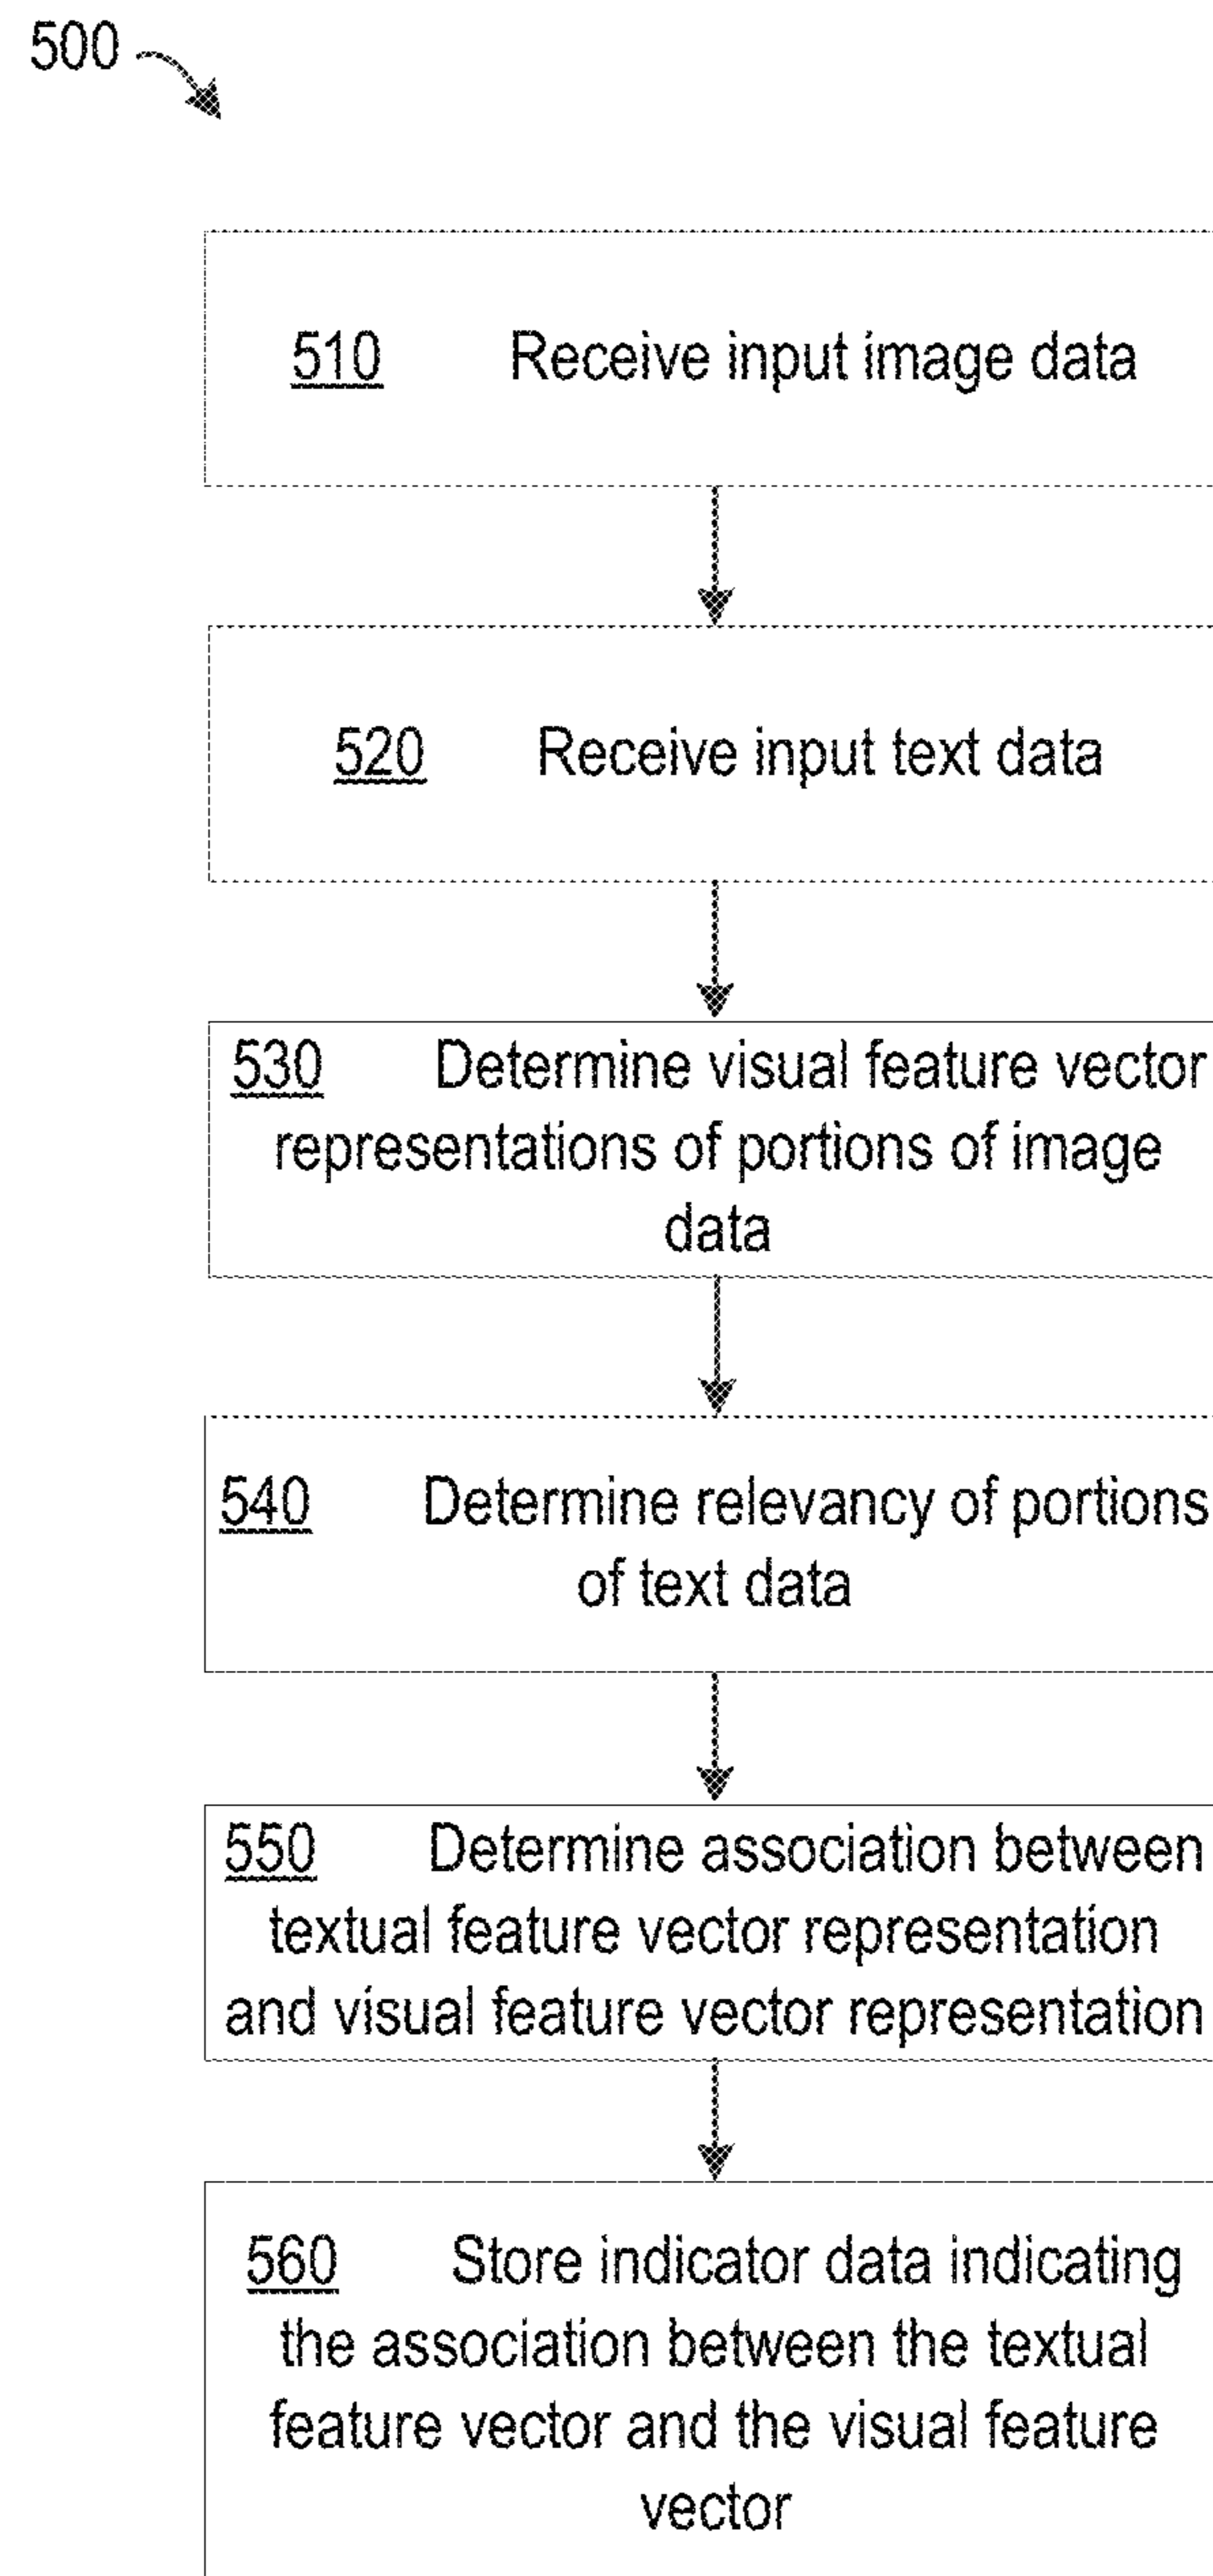 500
510 Receive input image data
520 Receive input text data
530 Determine visual feature vector
representations of portions of image
data
540 Determine relevancy of portions
of text data
550 Determine association between
textual feature vector representation
and visual feature vector representation
560 Store indicator data indicating
the association between the textual
feature vector and the visual feature
vector